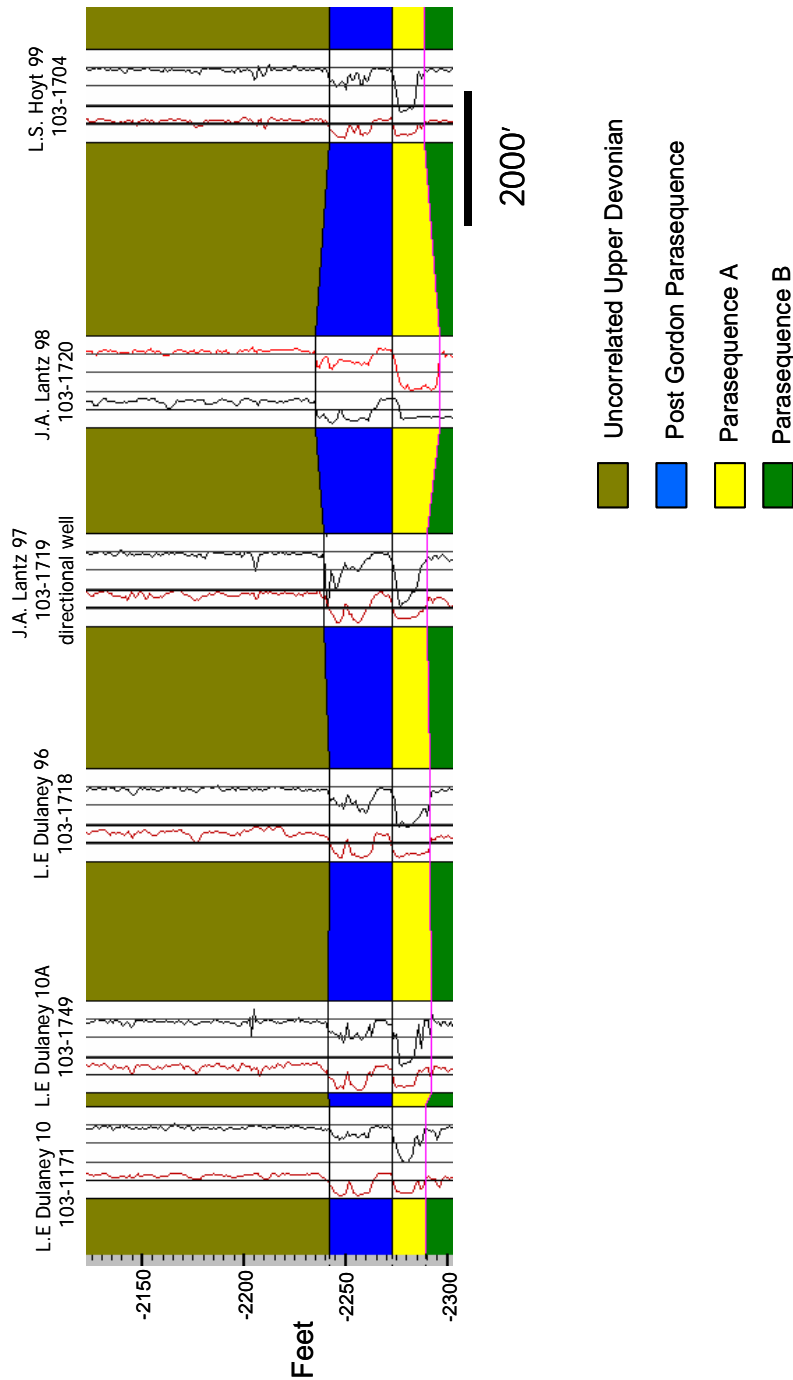 L.E Dulaney 10
103-1171
L.E Dulaney 10A
103-1749
L.E Dulaney 96
103-1718
J.A. Lantz 97
103-1719
directional well
J.A. Lantz 98
103-1720
L.S. Hoyt 99
103-1704
-2150
-2200
-2250
-2300
Feet
2000'
Uncorrelated Upper Devonian
Post Gordon Parasequence
Parasequence A
Parasequence B